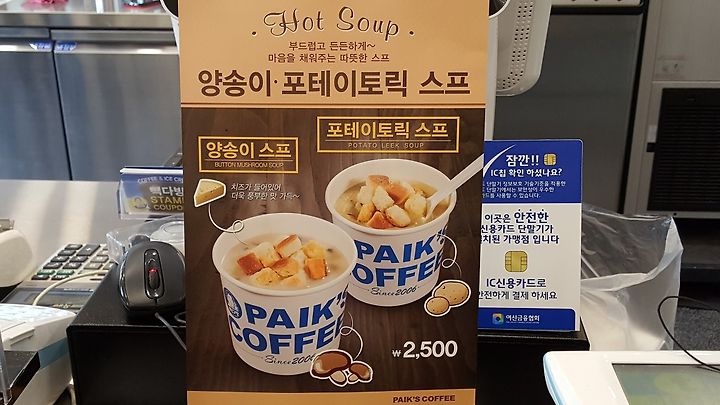 Hot Soup
부드럽고 든든하게~
마음을 채워주는 따뜻한 스프
양송이·포테이토릭 스프
포테이토릭 스프
POTATO LEEK SOUP
양송이 스프
BUTTON MUSHROOM SOUP
치즈가 들어있어
더욱 풍부한 맛 가득~
PAIK'S
COFFEE
Since 2006
PAIK'S
COFFEE
Since 2006
₩2,500
PAIK'S COFFEE
빽다방
STAMP
COUPON
잠깐!!
IC칩 확인 하셨나요?
이곳은 안전한
신용카드 단말기가
설치된 가맹점 입니다
IC신용카드로
안전하게 결제 하세요
여신금융협회